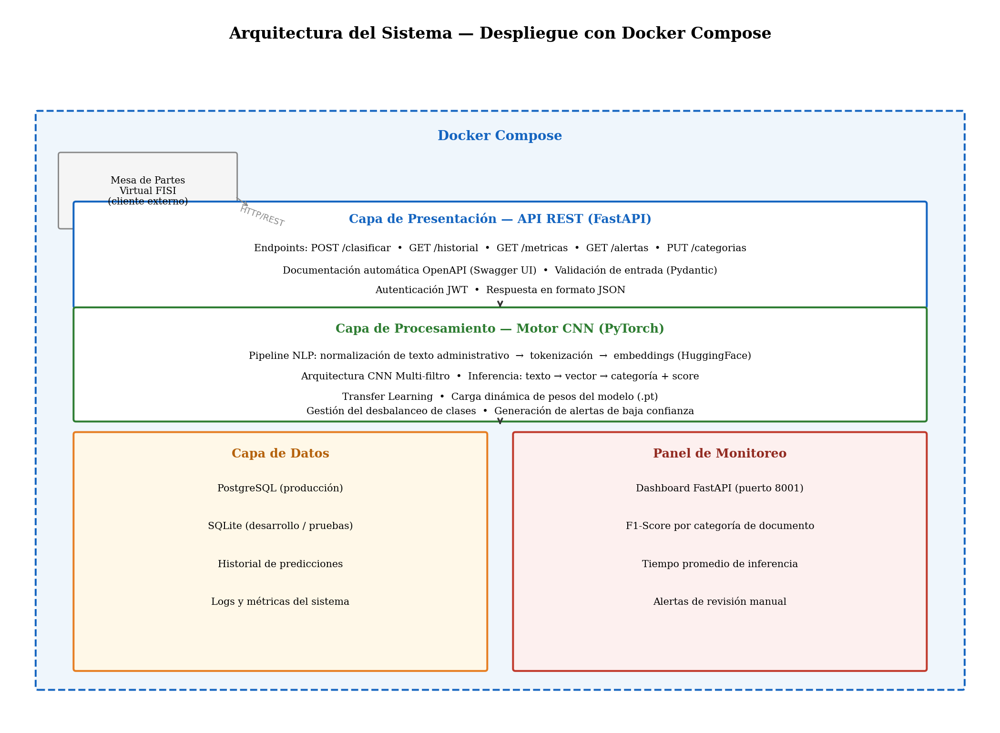 Arquitectura del Sistema — Despliegue con Docker Compose
Docker Compose
Mesa de Partes
Virtual FISI
(cliente externo)
HTTP/REST
Capa de Presentación — API REST (FastAPI)
Endpoints: POST /clasificar • GET /historial • GET /metricas • GET /alertas • PUT /categorias
Documentación automática OpenAPI (Swagger UI) • Validación de entrada (Pydantic)
Autenticación JWT • Respuesta en formato JSON
Capa de Procesamiento — Motor CNN (PyTorch)
Pipeline NLP: normalización de texto administrativo → tokenización → embeddings (HuggingFace)
Arquitectura CNN Multi-filtro • Inferencia: texto → vector → categoría + score
Transfer Learning • Carga dinámica de pesos del modelo (.pt)
Gestión del desbalanceo de clases • Generación de alertas de baja confianza
Capa de Datos
PostgreSQL (producción)
SQLite (desarrollo / pruebas)
Historial de predicciones
Logs y métricas del sistema
Panel de Monitoreo
Dashboard FastAPI (puerto 8001)
F1-Score por categoría de documento
Tiempo promedio de inferencia
Alertas de revisión manual